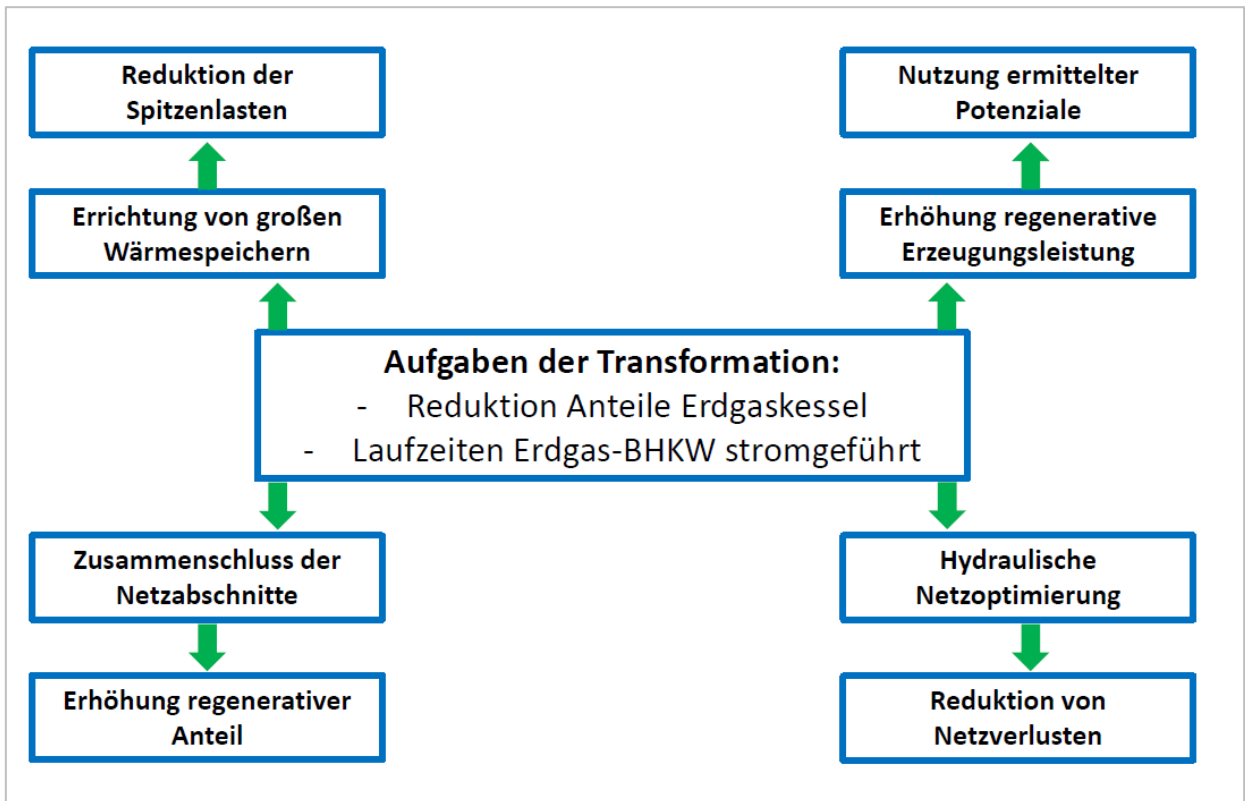 Reduktion der
Spitzenlasten
Nutzung ermittelter
Potenziale
Errichtung von großen
Wärmespeichern
Erhöhung regenerative
Erzeugungsleistung
Aufgaben der Transformation:
- Reduktion Anteile Erdgaskessel
- Laufzeiten Erdgas-BHKW stromgeführt
Zusammenschluss der
Netzabschnitte
Hydraulische
Netzoptimierung
Erhöhung regenerativer
Anteil
Reduktion von
Netzverlusten